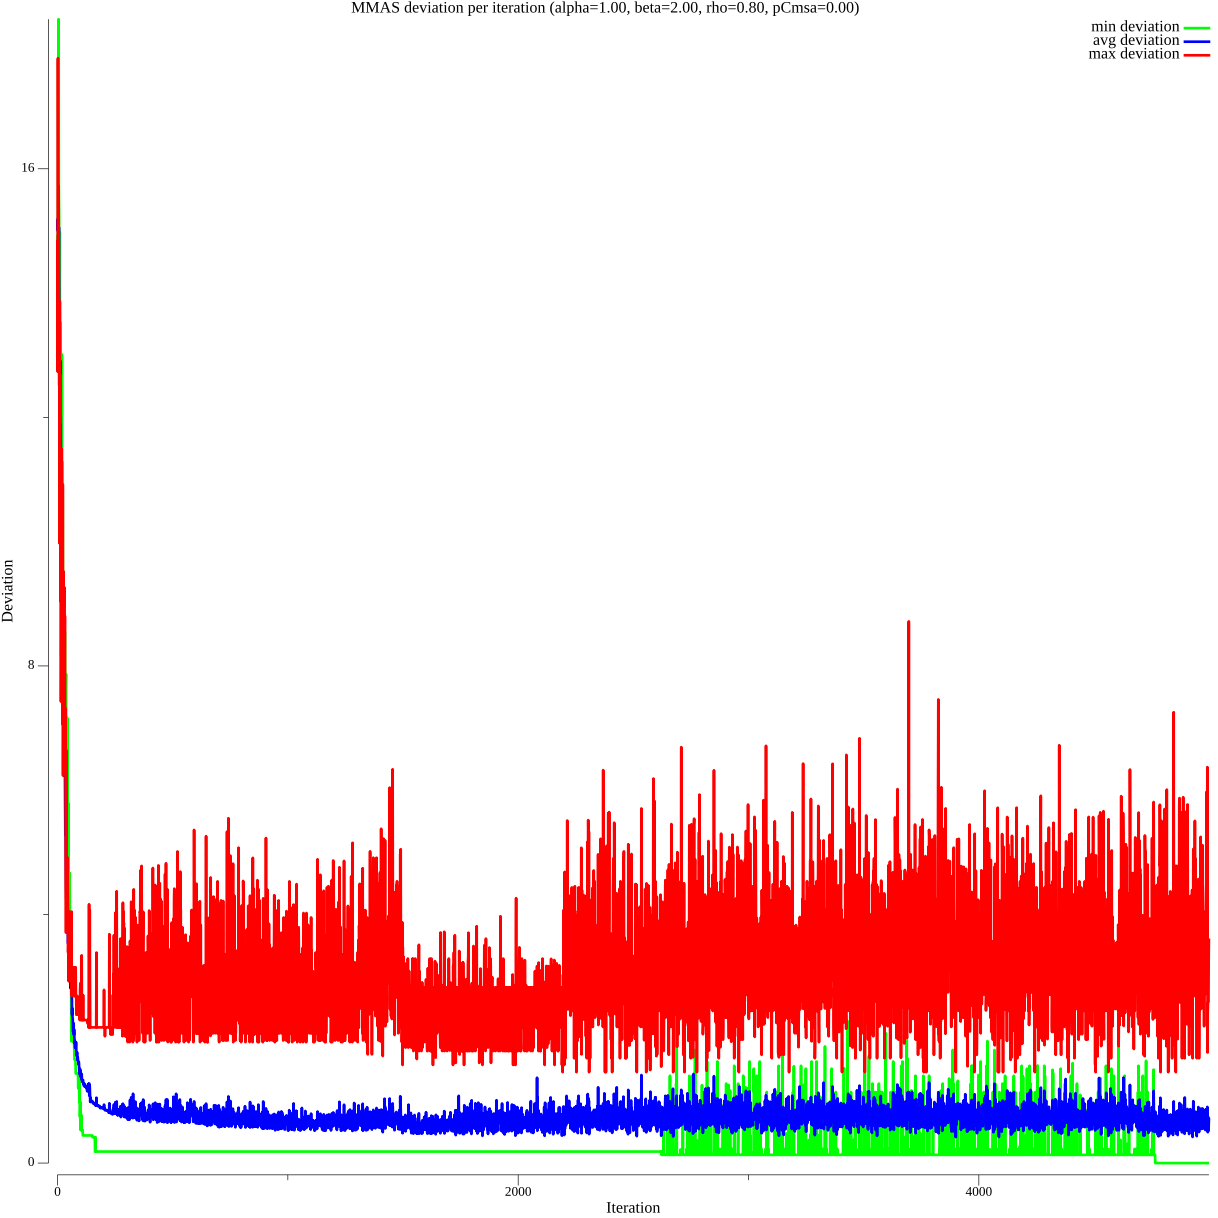 MMAS deviation per iteration (alpha=1.00, beta=2.00, rho=0.80, pCmsa=0.00)
min deviation
avg deviation
max deviation
16
8
0
Deviation
0 2000 4000
Iteration